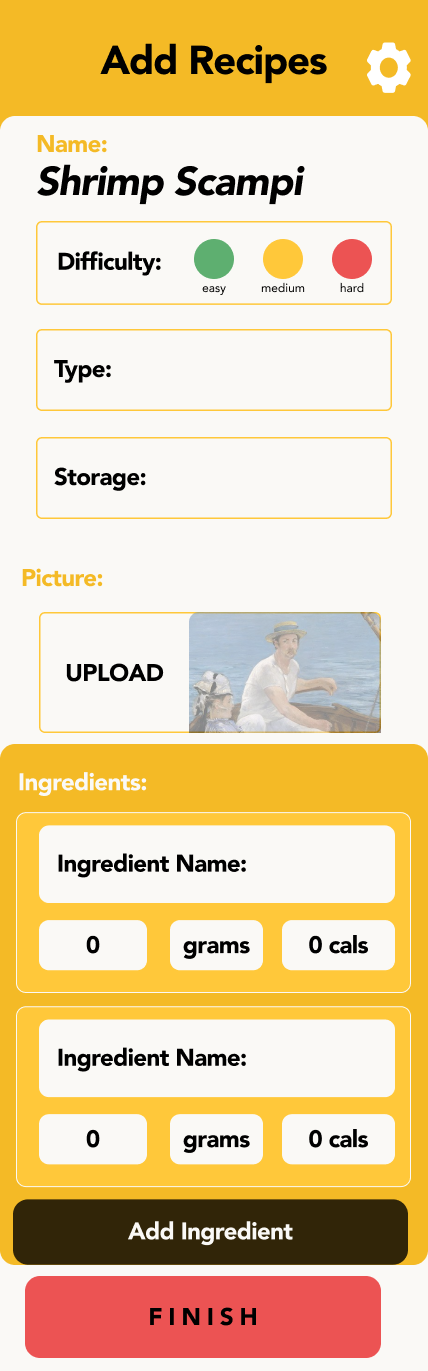 Add Recipes
Name:
Shrimp Scampi
Difficulty:
easy medium hard
Type:
Storage:
Picture:
UPLOAD
Ingredients:
Ingredient Name:
0 grams 0 cals
Ingredient Name:
0 grams 0 cals
Add Ingredient
FINISH